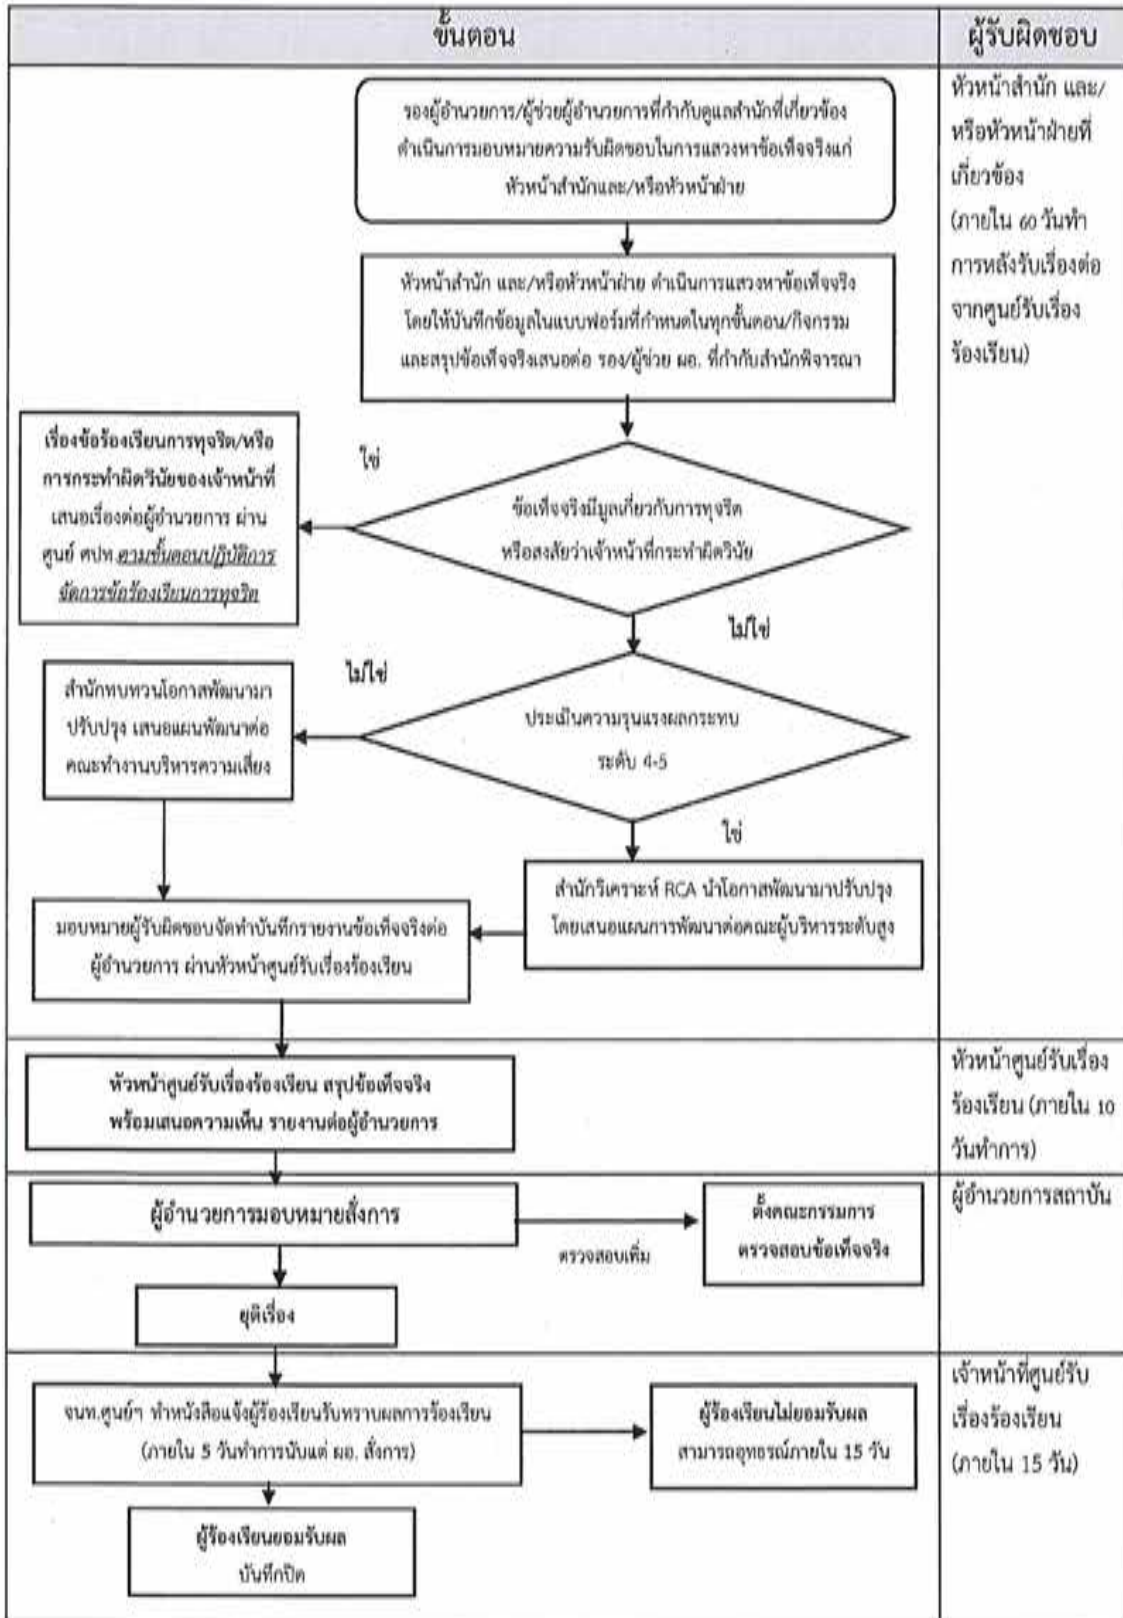 ขั้นตอน
ผู้รับผิดชอบ
รองผู้อำนวยการ/ผู้ช่วยผู้อำนวยการที่กำกับดูแลสำนักที่เกี่ยวข้อง
ดำเนินการมอบหมายความรับผิดชอบในการแสวงหาข้อเท็จจริงแก่
หัวหน้าสำนักและ/หรือหัวหน้าฝ่าย
หัวหน้าสำนัก และ/
หรือหัวหน้าฝ่ายที่
เกี่ยวข้อง
(ภายใน ๖๐ วันทำ
การหลังรับเรื่องต่อ
จากศูนย์รับเรื่อง
ร้องเรียน)
หัวหน้าสำนัก และ/หรือหัวหน้าฝ่าย ดำเนินการแสวงหาข้อเท็จจริง
โดยให้บันทึกข้อมูลในแบบฟอร์มที่กำหนดในทุกขั้นตอน/กิจกรรม
และสรุปข้อเท็จจริงเสนอต่อ รอง/ผู้ช่วย ผอ. ที่กำกับสำนักพิจารณา
เรื่องข้อร้องเรียนการทุจริต/หรือ
การกระทำผิดวินัยของเจ้าหน้าที่
เสนอเรื่องต่อผู้อำนวยการ ผ่าน
ศูนย์ ศปท.ตามขั้นตอนปฏิบัติการ
จัดการข้อร้องเรียนการทุจริต
ใช่
ข้อเท็จจริงมีมูลเกี่ยวกับการทุจริต
หรือสงสัยว่าเจ้าหน้าที่กระทำผิดวินัย
ไม่ใช่
สำนักทบทวนโอกาสพัฒนามา
ปรับปรุง เสนอแผนพัฒนาต่อ
คณะทำงานบริหารความเสี่ยง
ไม่ใช่
ประเมินความรุนแรงผลกระทบ
ระดับ 4-5
ใช่
สำนักวิเคราะห์ RCA นำโอกาสพัฒนามาปรับปรุง
โดยเสนอแผนการพัฒนาต่อคณะผู้บริหารระดับสูง
มอบหมายผู้รับผิดชอบจัดทำบันทึกรายงานข้อเท็จจริงต่อ
ผู้อำนวยการ ผ่านหัวหน้าศูนย์รับเรื่องร้องเรียน
หัวหน้าศูนย์รับเรื่องร้องเรียน สรุปข้อเท็จจริง
พร้อมเสนอความเห็น รายงานต่อผู้อำนวยการ
หัวหน้าศูนย์รับเรื่อง
ร้องเรียน (ภายใน 10
วันทำการ)
ผู้อำนวยการมอบหมายสั่งการ
ตรวจสอบเพิ่ม
ตั้งคณะกรรมการ
ตรวจสอบข้อเท็จจริง
ผู้อำนวยการสถาบัน
ยุติเรื่อง
จนท.ศูนย์ฯ ทำหนังสือแจ้งผู้ร้องเรียนรับทราบผลการร้องเรียน
(ภายใน 5 วันทำการนับแต่ ผอ. สั่งการ)
ผู้ร้องเรียนไม่ยอมรับผล
สามารถอุทธรณ์ภายใน 15 วัน
เจ้าหน้าที่ศูนย์รับ
เรื่องร้องเรียน
(ภายใน 15 วัน)
ผู้ร้องเรียนยอมรับผล
บันทึกปิด